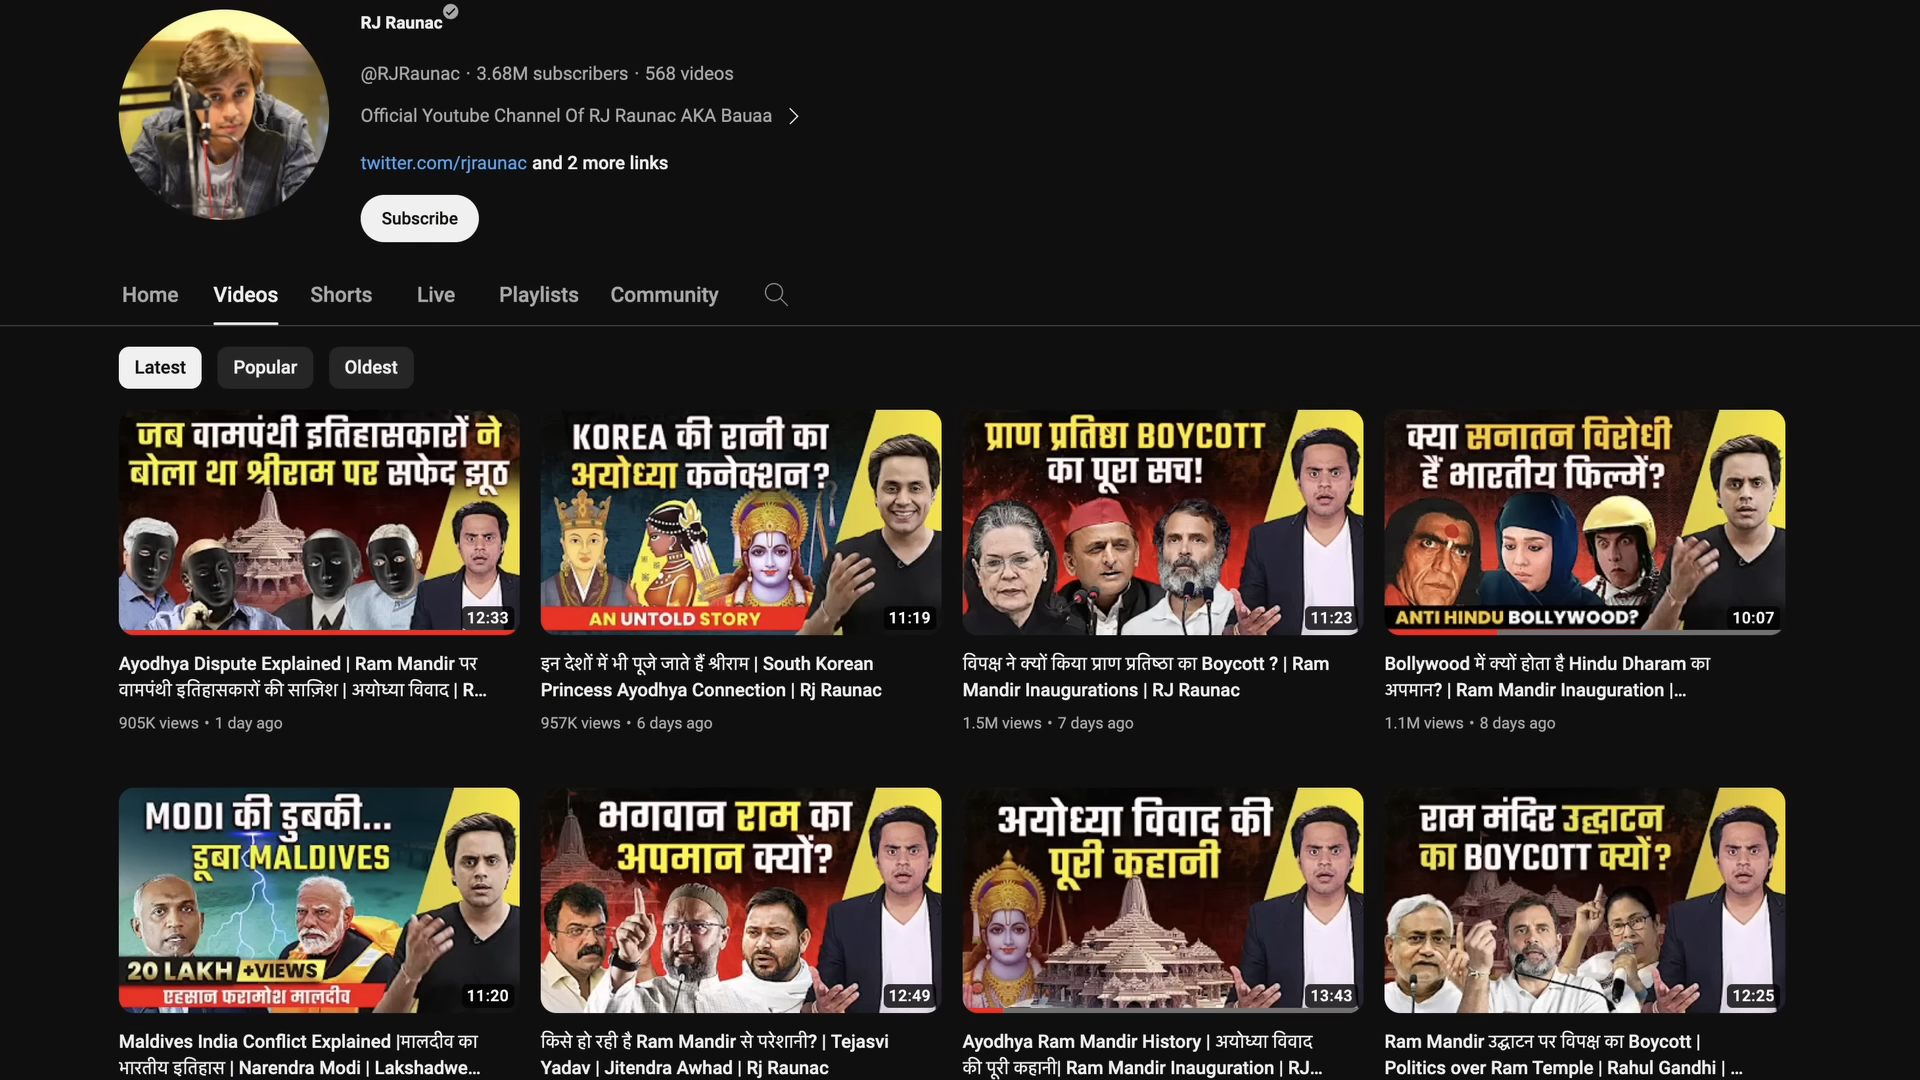 RJ Raunac
@RJRaunac · 3.68M subscribers · 568 videos
Official Youtube Channel Of RJ Raunac AKA Bauaa
twitter.com/rjraunac and 2 more links
Subscribe
Home Videos Shorts Live Playlists Community
Latest Popular Oldest
जब वामपंथी इतिहासकारों ने
बोला था श्रीराम पर सफेद झूठ
12:33
KOREA की रानी का
अयोध्या कनेक्शन?
AN UNTOLD STORY
11:19
प्राण प्रतिष्ठा BOYCOTT
का पूरा सच!
11:23
क्या सनातन विरोधी
हैं भारतीय फिल्में?
ANTI HINDU BOLLYWOOD?
10:07
Ayodhya Dispute Explained | Ram Mandir पर
वामपंथी इतिहासकारों की साज़िश | अयोध्या विवाद | R...
905K views • 1 day ago
इन देशों में भी पूजे जाते हैं श्रीराम | South Korean
Princess Ayodhya Connection | Rj Raunac
957K views • 6 days ago
विपक्ष ने क्यों किया प्राण प्रतिष्ठा का Boycott ? | Ram
Mandir Inaugurations | RJ Raunac
1.5M views • 7 days ago
Bollywood में क्यों होता है Hindu Dharam का
अपमान? | Ram Mandir Inauguration |...
1.1M views • 8 days ago
MODI की डुबकी...
डूबा MALDIVES
20 LAKH +VIEWS
एहसान फरामोश मालदीव
11:20
भगवान राम का
अपमान क्यों?
12:49
अयोध्या विवाद की
पूरी कहानी
13:43
राम मंदिर उद्घाटन
का BOYCOTT क्यों?
12:25
Maldives India Conflict Explained |मालदीव का
भारतीय इतिहास | Narendra Modi | Lakshadwe...
किसे हो रही है Ram Mandir से परेशानी? | Tejasvi
Yadav | Jitendra Awhad | Rj Raunac
Ayodhya Ram Mandir History | अयोध्या विवाद
की पूरी कहानी| Ram Mandir Inauguration | RJ...
Ram Mandir उद्घाटन पर विपक्ष का Boycott |
Politics over Ram Temple | Rahul Gandhi | ...